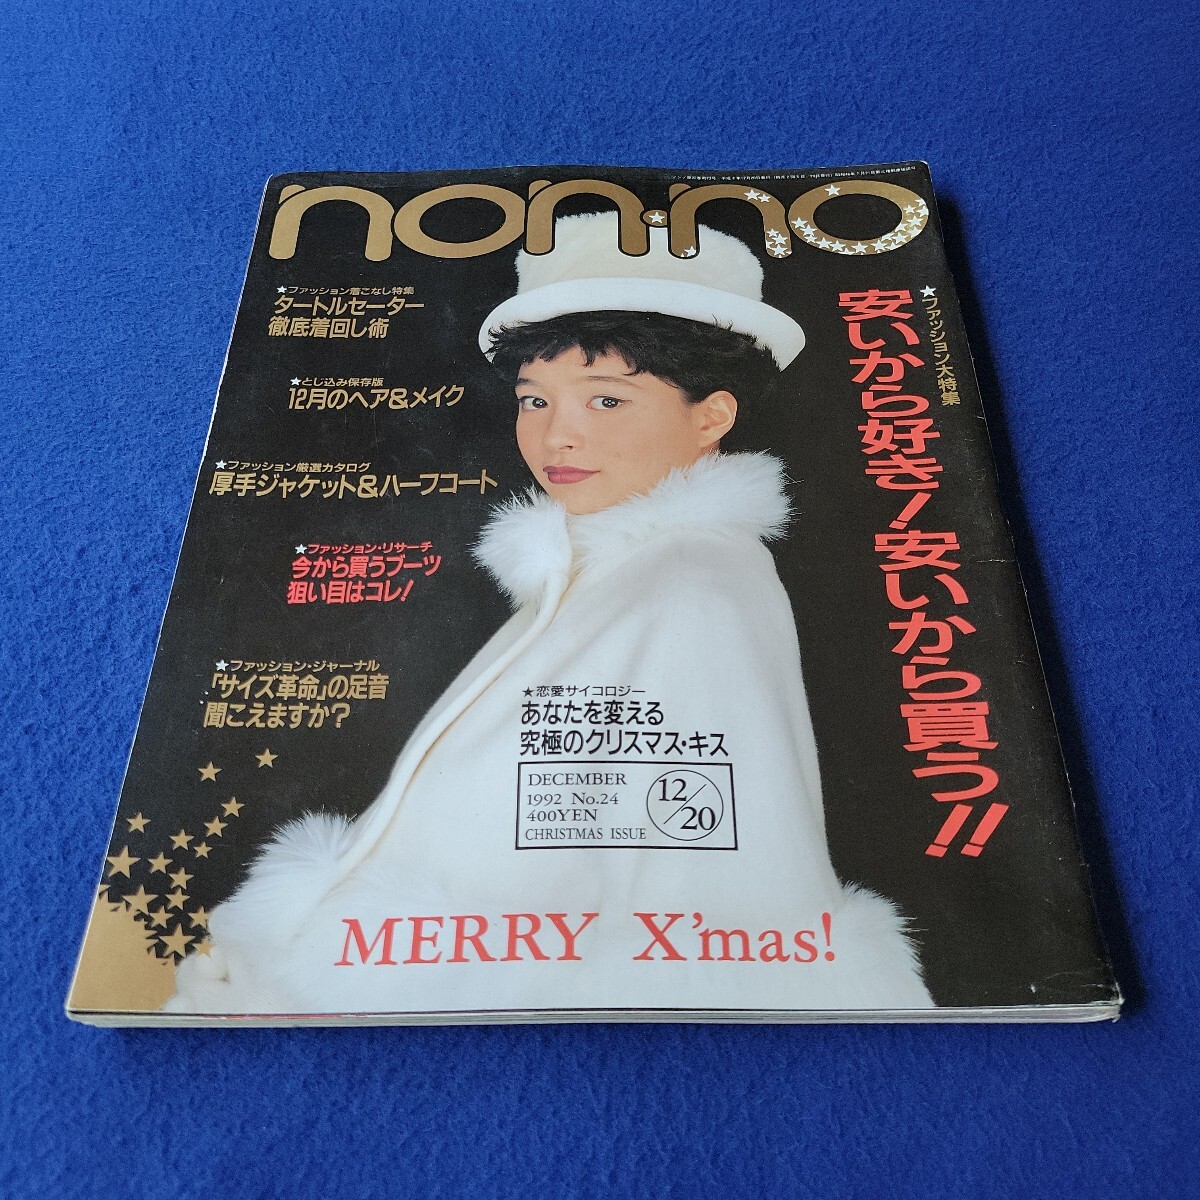 non・no
★ファッション着こなし特集
タートルセーター
徹底着回し術
★とじ込み保存版
12月のヘア&メイク
★ファッション厳選カタログ
厚手ジャケット&ハーフコート
★ファッション・リサーチ
今から買うブーツ
狙い目はコレ!
★ファッション・ジャーナル
「サイズ革命」の足音
聞こえますか?
★ファッション大特集
安いから好き!安いから買う!!
★恋愛サイコロジー
あなたを変える
究極のクリスマス・キス
DECEMBER
1992 No.24
400YEN
CHRISTMAS ISSUE
12/20
MERRY X'mas!